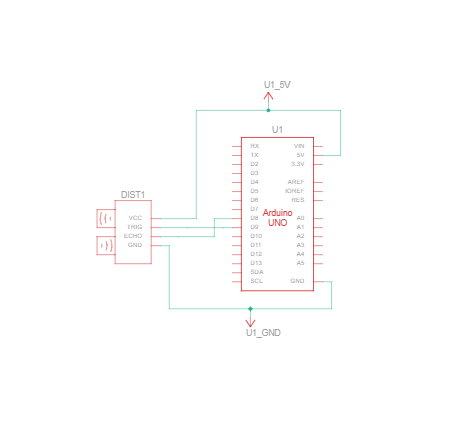 U1_5V
U1
RX
TX
D2
D3
D4
D5
D6
D7
D8
D9
D10
D11
D12
D13
SDA
SCL
VIN
5V
3.3V
AREF
IOREF
RES
A0
A1
A2
A3
A4
A5
GND
Arduino
UNO
DIST1
VCC
TRIG
ECHO
GND
U1_GND